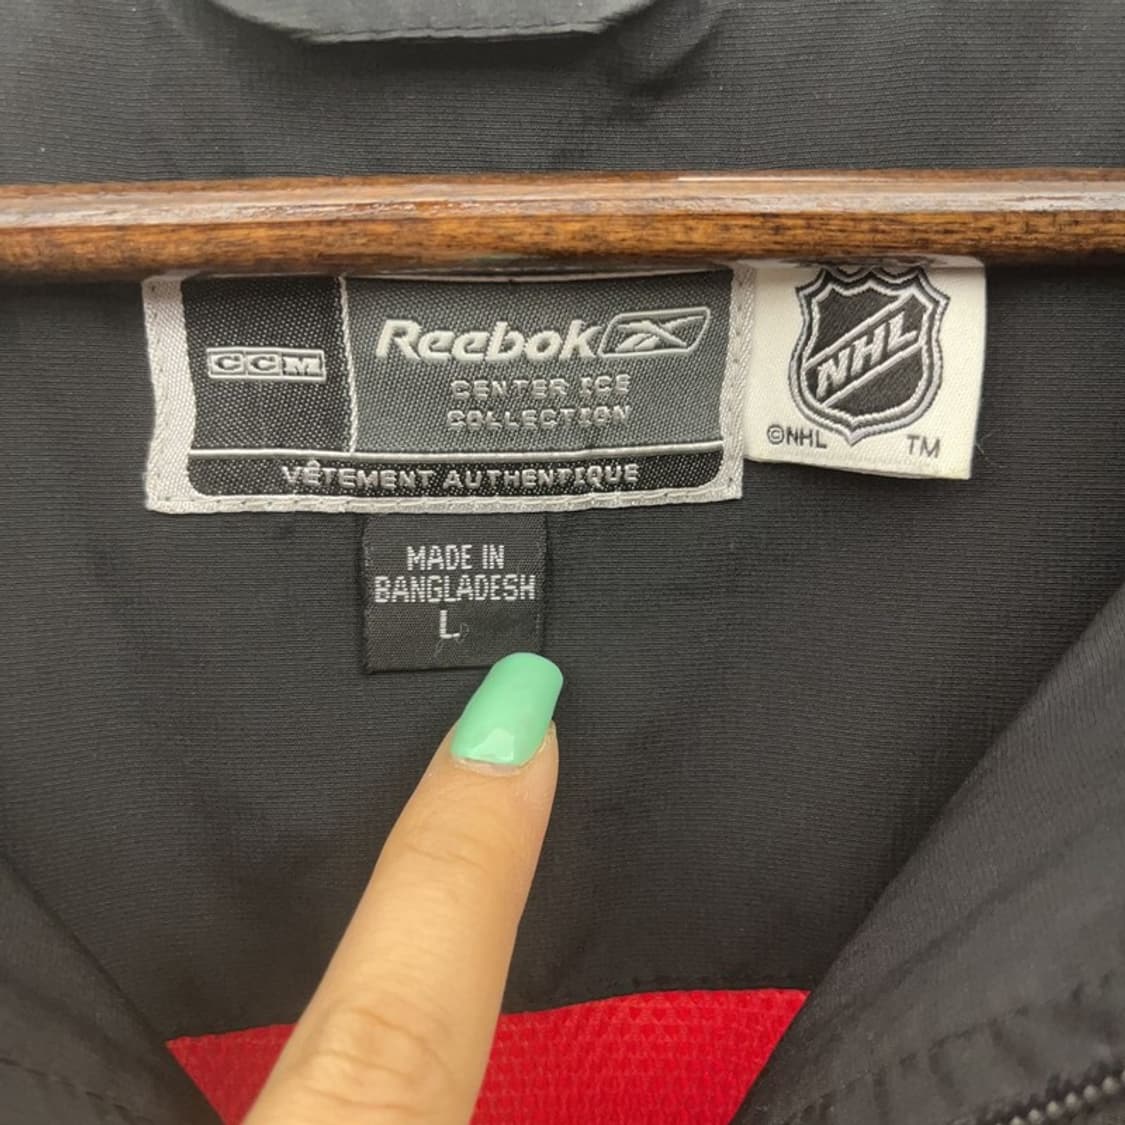 CCM
Reebok
CENTER ICE
COLLECTION
VÊTEMENT AUTHENTIQUE
NHL
©NHL TM
MADE IN
BANGLADESH
L